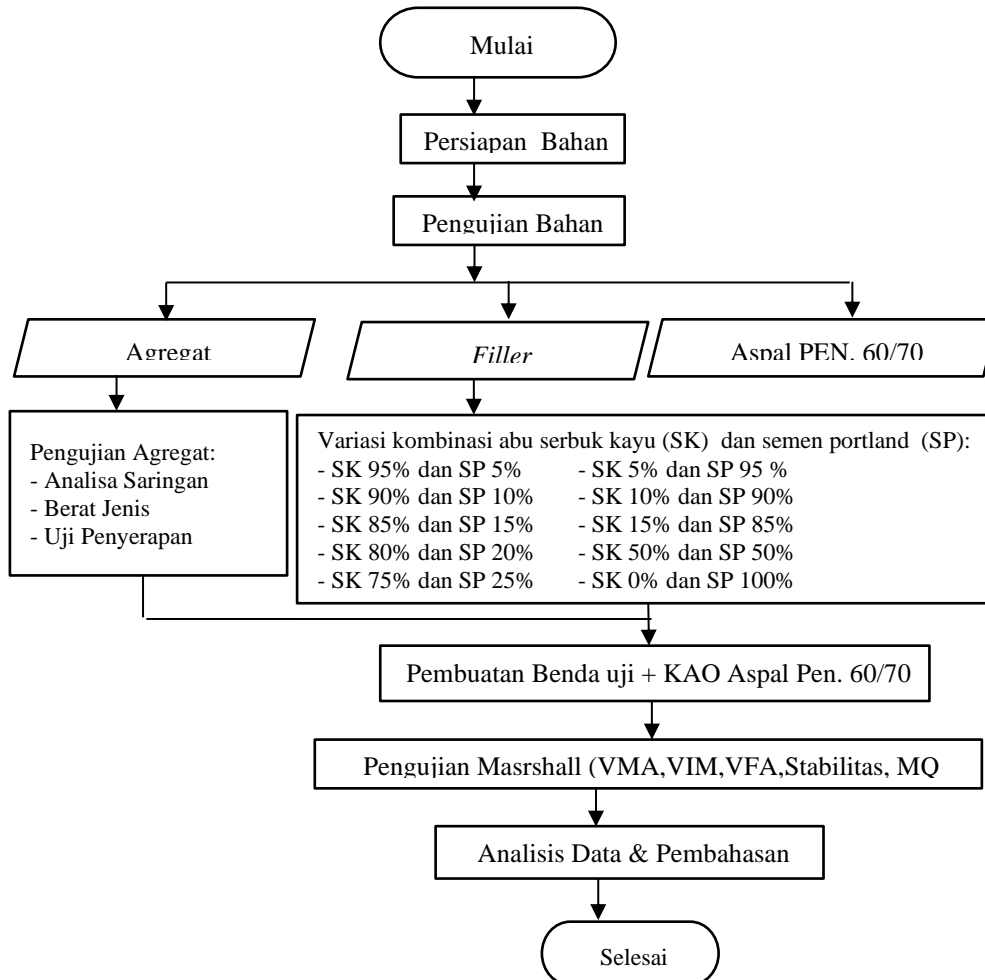 Mulai
Persiapan Bahan
Pengujian Bahan
Agregat
Filler
Aspal PEN. 60/70
Pengujian Agregat:
- Analisa Saringan
- Berat Jenis
- Uji Penyerapan
Variasi kombinasi abu serbuk kayu (SK) dan semen portland (SP):
- SK 95% dan SP 5% - SK 5% dan SP 95 %
- SK 90% dan SP 10% - SK 10% dan SP 90%
- SK 85% dan SP 15% - SK 15% dan SP 85%
- SK 80% dan SP 20% - SK 50% dan SP 50%
- SK 75% dan SP 25% - SK 0% dan SP 100%
Pembuatan Benda uji + KAO Aspal Pen. 60/70
Pengujian Masrshall (VMA,VIM,VFA,Stabilitas, MQ
Analisis Data & Pembahasan
Selesai